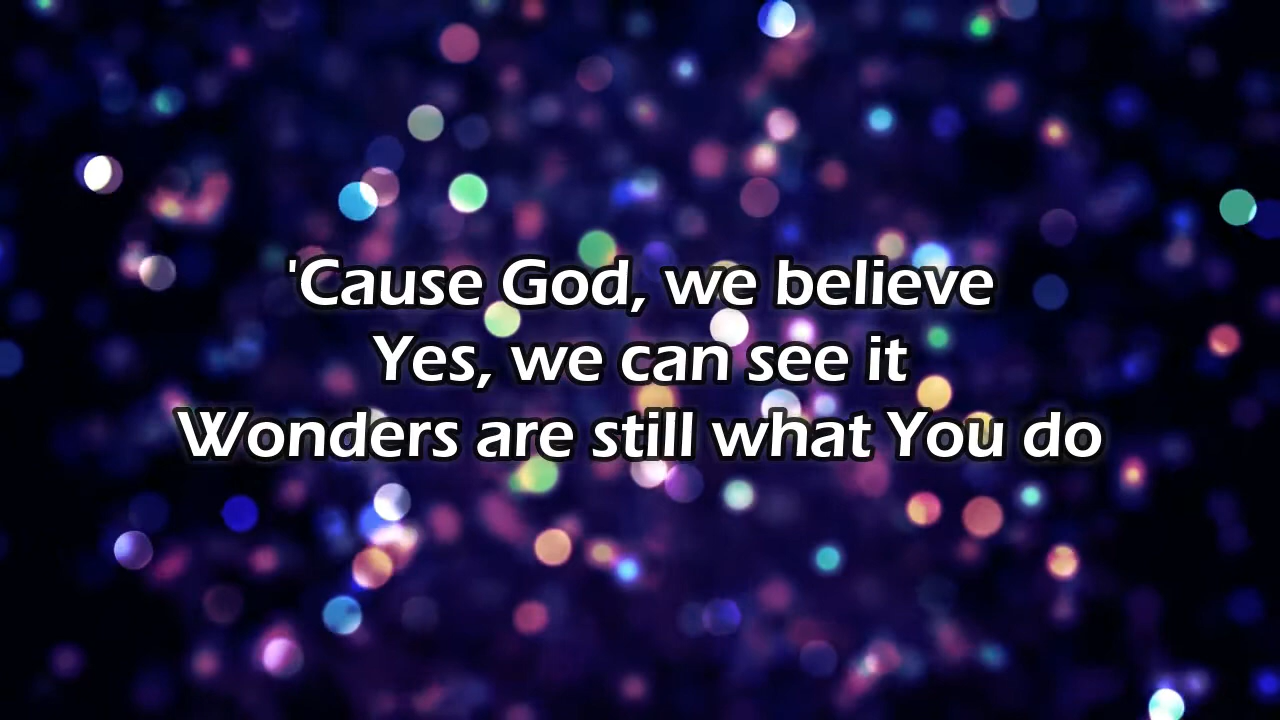 'Cause God, we believe
Yes, we can see it
Wonders are still what You do